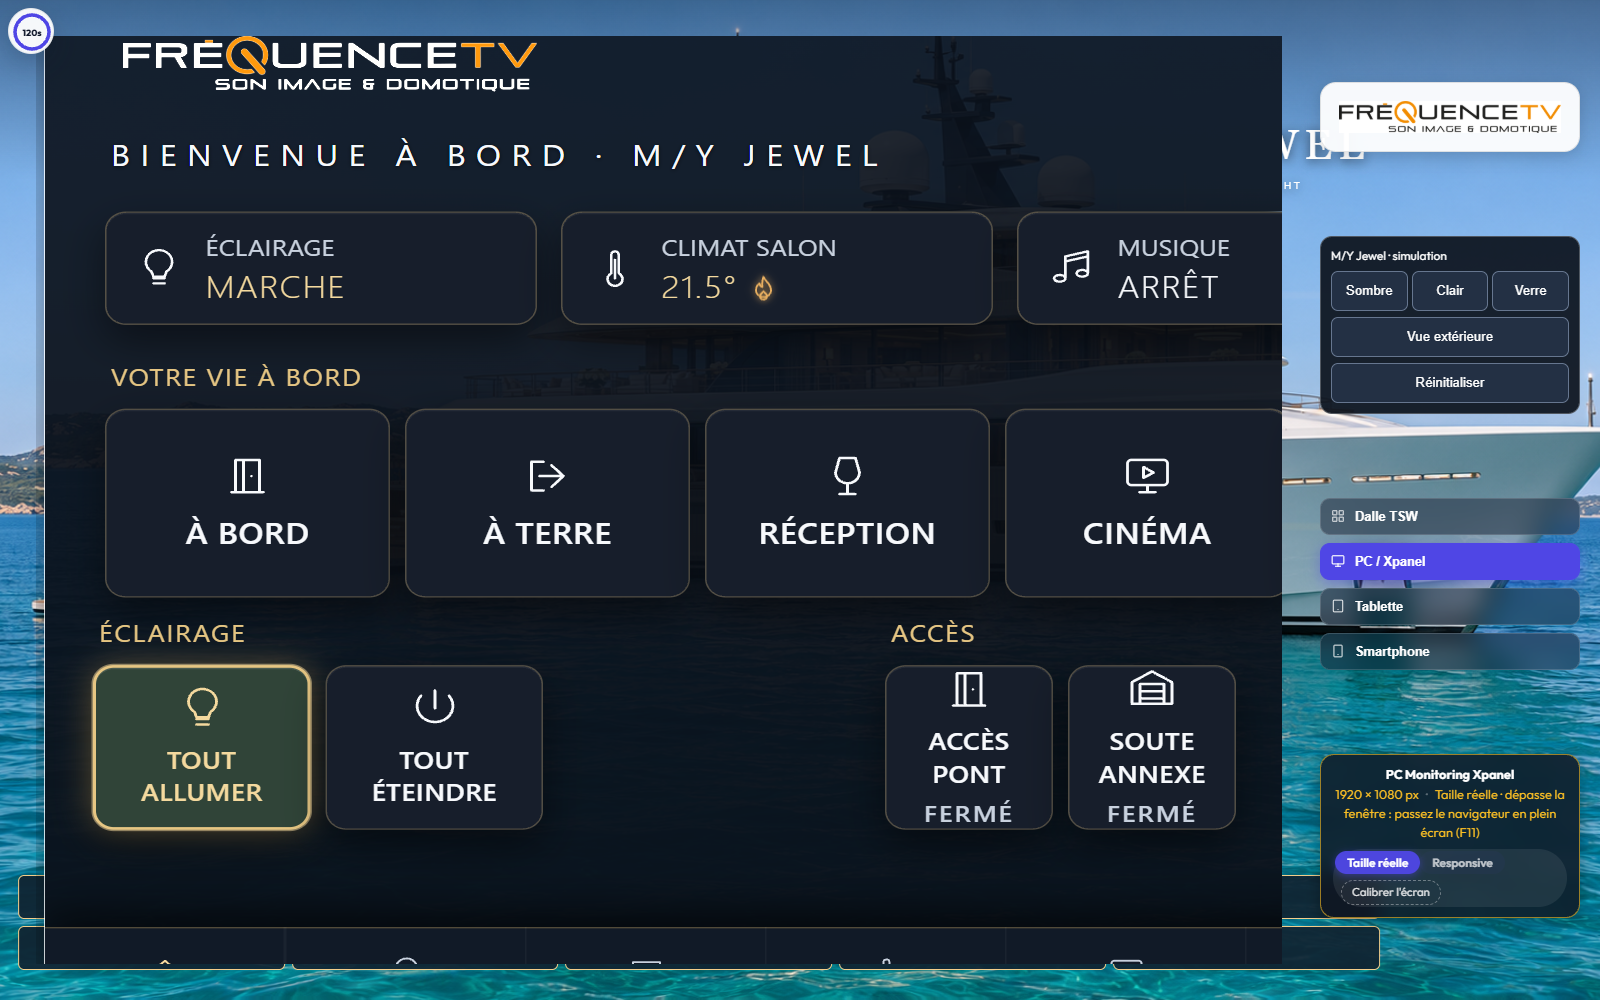 120s
FRÉQUENCETV
SON IMAGE & DOMOTIQUE
BIENVENUE À BORD · M/Y JEWEL
ÉCLAIRAGE
MARCHE
CLIMAT SALON
21.5°
MUSIQUE
ARRÊT
VOTRE VIE À BORD
À BORD
À TERRE
RÉCEPTION
CINÉMA
ÉCLAIRAGE
ACCÈS
TOUT
ALLUMER
TOUT
ÉTEINDRE
ACCÈS
PONT
FERMÉ
SOUTE
ANNEXE
FERMÉ
FRÉQUENCETV
SON IMAGE & DOMOTIQUE
WEL
HT
M/Y Jewel · simulation
Sombre
Clair
Verre
Vue extérieure
Réinitialiser
Dalle TSW
PC / Xpanel
Tablette
Smartphone
PC Monitoring Xpanel
1920 × 1080 px · Taille réelle · dépasse la
fenêtre : passez le navigateur en plein
écran (F11)
Taille réelle
Responsive
Calibrer l'écran